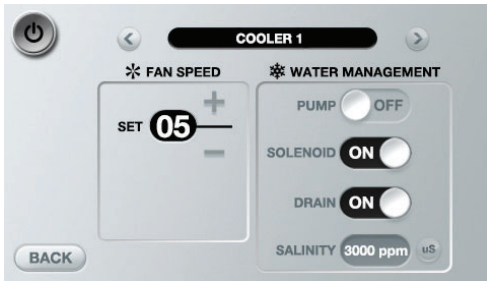 COOLER 1
FAN SPEED
SET 05
WATER MANAGEMENT
PUMP OFF
SOLENOID ON
DRAIN ON
SALINITY 3000 ppm uS
BACK